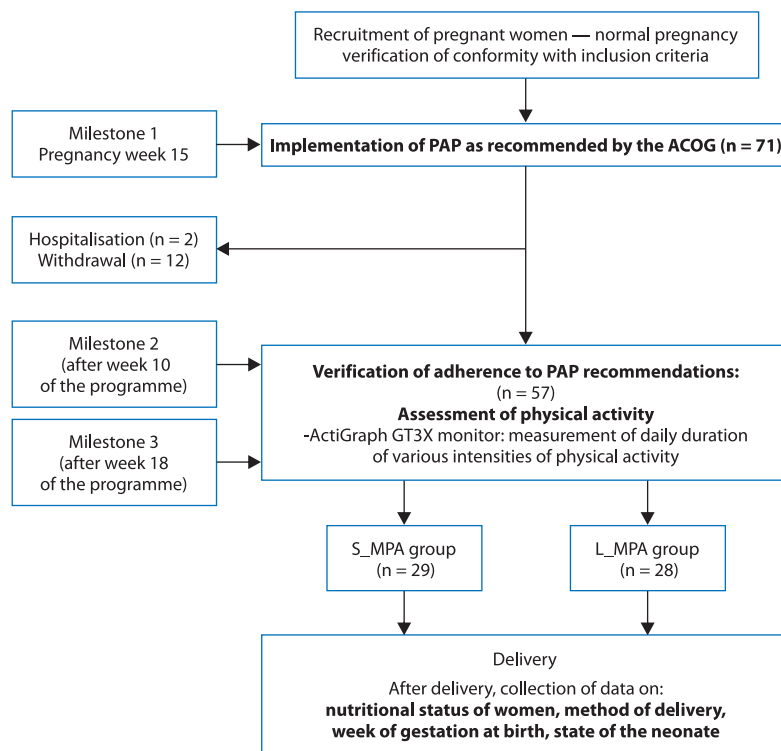 Recruitment of pregnant women — normal pregnancy
verification of conformity with inclusion criteria
Milestone 1
Pregnancy week 15
Implementation of PAP as recommended by the ACOG (n = 71)
Hospitalisation (n = 2)
Withdrawal (n = 12)
Milestone 2
(after week 10
of the programme)
Milestone 3
(after week 18
of the programme)
Verification of adherence to PAP recommendations:
(n = 57)
Assessment of physical activity
-ActiGraph GT3X monitor: measurement of daily duration
of various intensities of physical activity
S_MPA group
(n = 29)
L_MPA group
(n = 28)
Delivery
After delivery, collection of data on:
nutritional status of women, method of delivery,
week of gestation at birth, state of the neonate